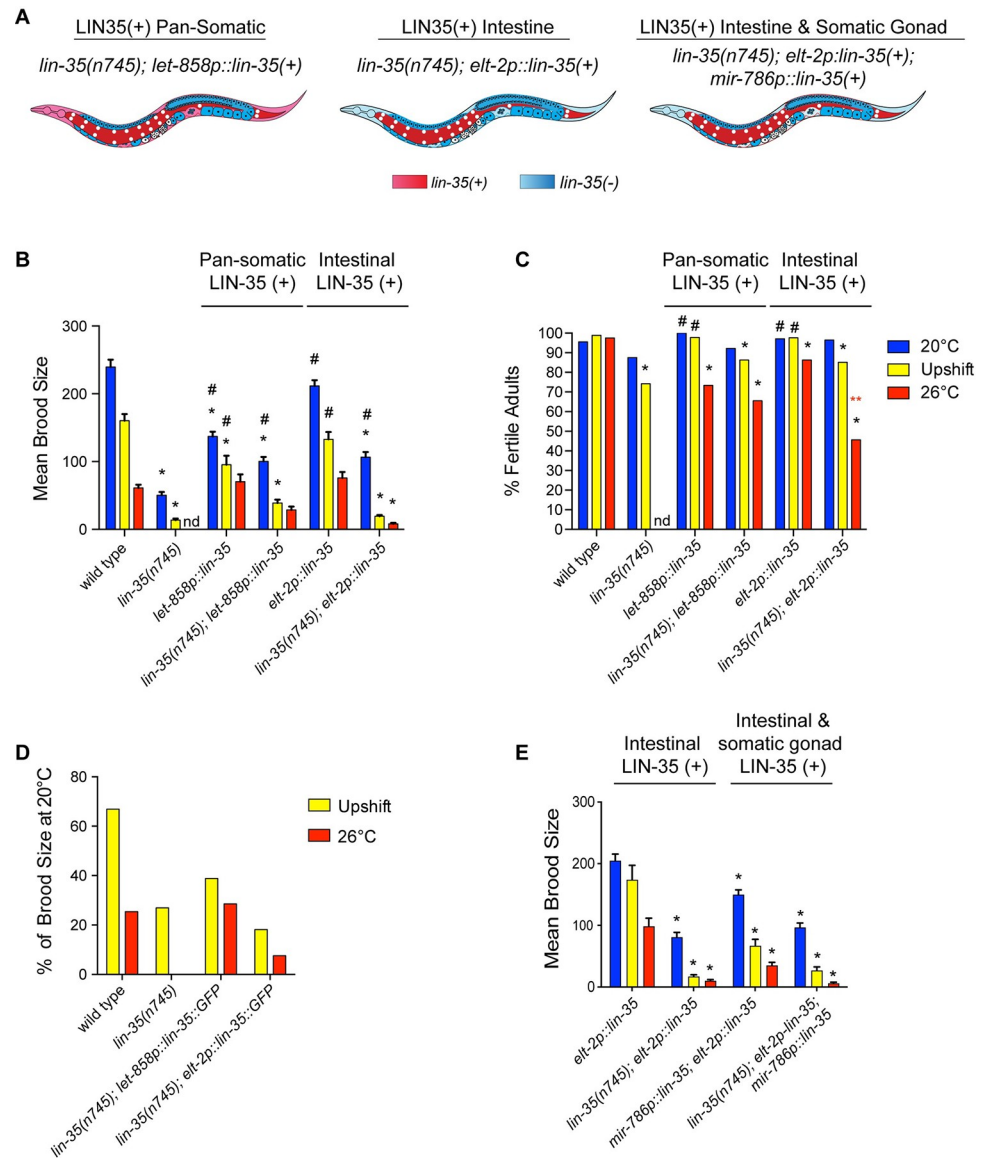 A
LIN35(+) Pan-Somatic
lin-35(n745); let-858p::lin-35(+)
LIN35(+) Intestine
lin-35(n745); elt-2p::lin-35(+)
LIN35(+) Intestine & Somatic Gonad
lin-35(n745); elt-2p:lin-35(+);
mir-786p::lin-35(+)
lin-35(+)
lin-35(-)
B
Pan-somatic
LIN-35 (+)
Intestinal
LIN-35 (+)
Mean Brood Size
300
200
100
0
*
*
nd
#
*
#
*
#
*
*
#
#
#
*
*
*
wild type
lin-35(n745)
let-858p::lin-35
lin-35(n745); let-858p::lin-35
elt-2p::lin-35
lin-35(n745); elt-2p::lin-35
C
Pan-somatic
LIN-35 (+)
Intestinal
LIN-35 (+)
% Fertile Adults
100
90
80
70
60
50
40
30
20
10
0
*
nd
# #
*
*
*
# #
*
*
**
*
20°C
Upshift
26°C
wild type
lin-35(n745)
let-858p::lin-35
lin-35(n745); let-858p::lin-35
elt-2p::lin-35
lin-35(n745); elt-2p::lin-35
D
% of Brood Size at 20°C
80
60
40
20
0
Upshift
26°C
wild type
lin-35(n745)
lin-35(n745); let-858p::lin-35::GFP
lin-35(n745); elt-2p::lin-35::GFP
E
Intestinal
LIN-35 (+)
Intestinal &
somatic gonad
LIN-35 (+)
Mean Brood Size
300
200
100
0
*
*
*
*
*
*
*
*
*
elt-2p::lin-35
lin-35(n745); elt-2p::lin-35
mir-786p::lin-35; elt-2p::lin-35
lin-35(n745); elt-2p-lin-35;
mir-786p::lin-35